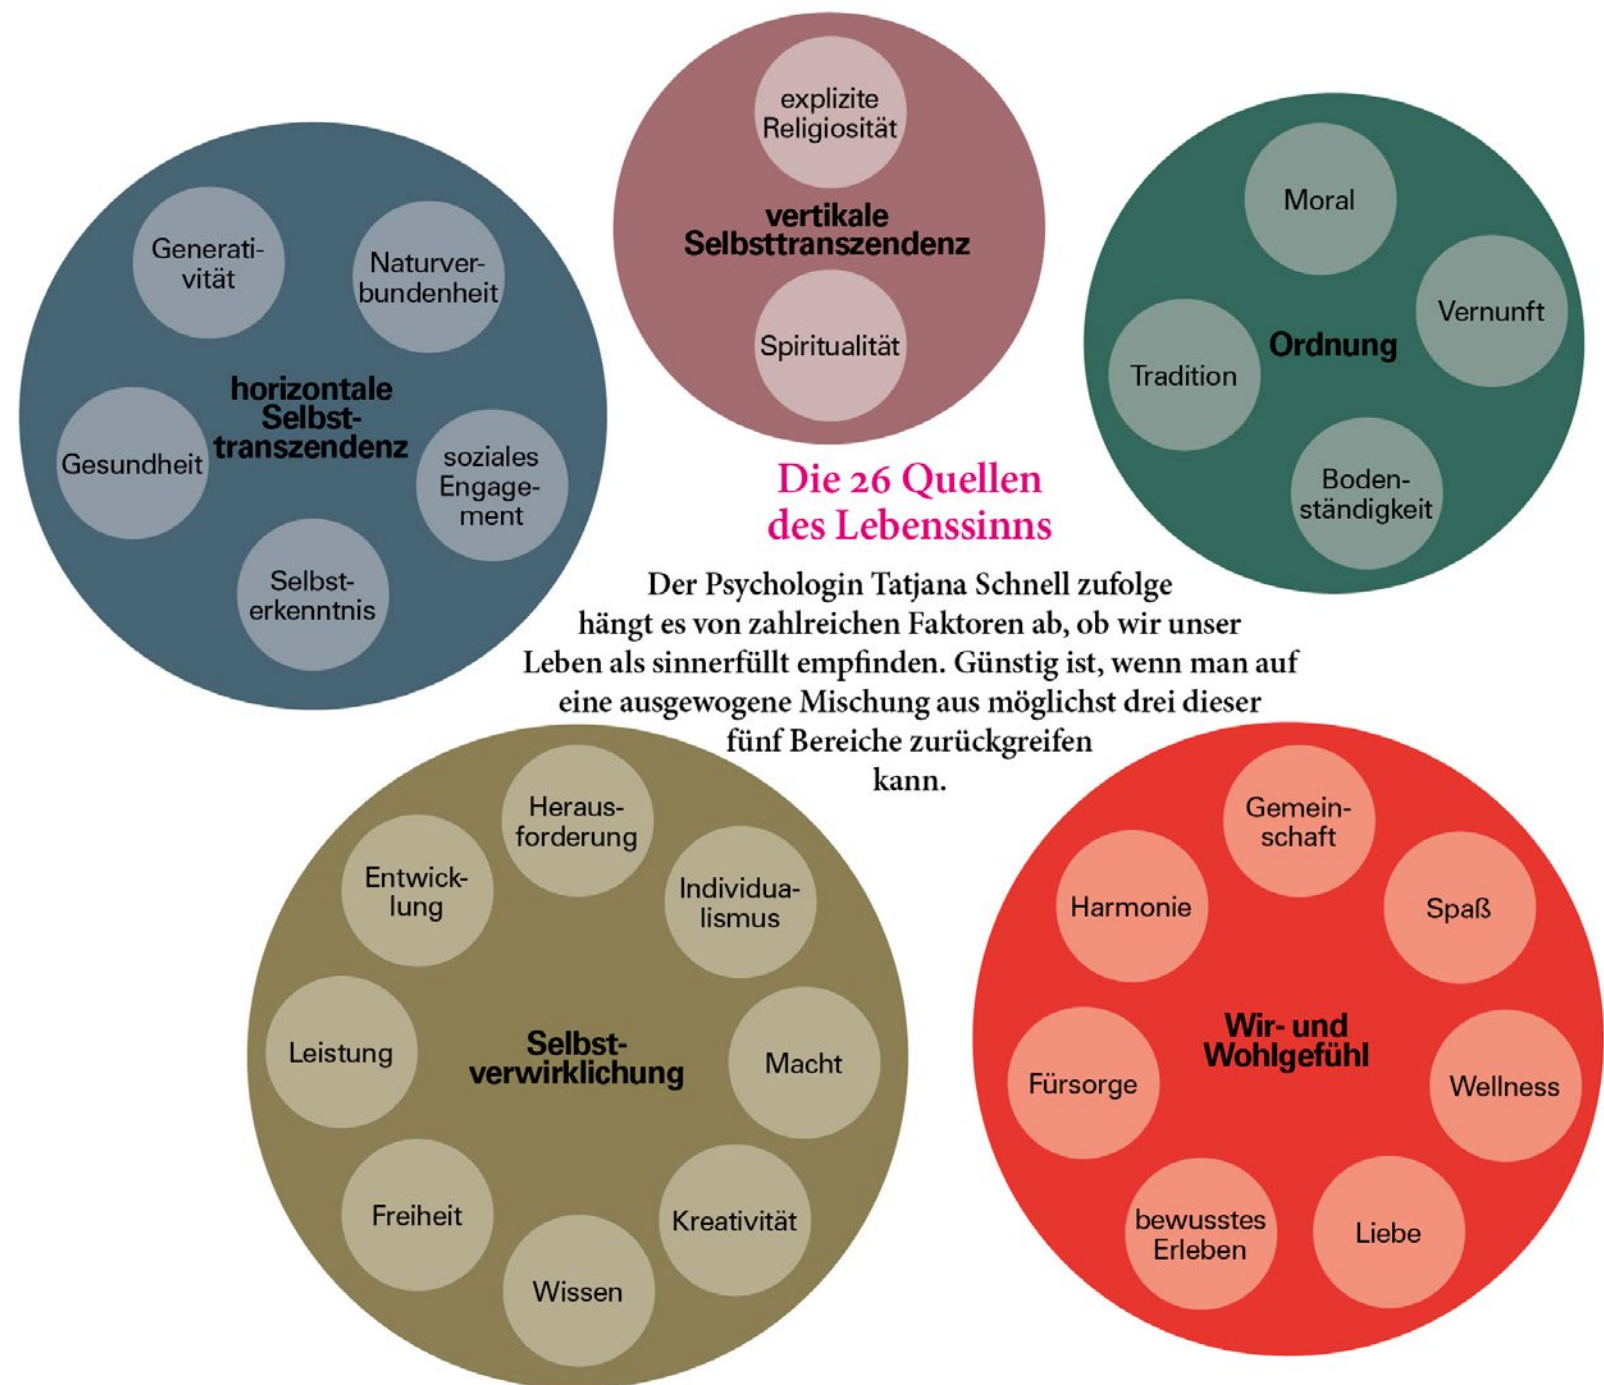 explizite
Religiosität
vertikale
Selbsttranszendenz
Spiritualität
Generati-
vität
Naturver-
bundenheit
horizontale
Selbst-
transzendenz
Gesundheit
soziales
Engage-
ment
Selbst-
erkenntnis
Moral
Vernunft
Ordnung
Tradition
Boden-
ständigkeit
Die 26 Quellen
des Lebenssinns
Der Psychologin Tatjana Schnell zufolge
hängt es von zahlreichen Faktoren ab, ob wir unser
Leben als sinnerfüllt empfinden. Günstig ist, wenn man auf
eine ausgewogene Mischung aus möglichst drei dieser
fünf Bereiche zurückgreifen
kann.
Heraus-
forderung
Entwick-
lung
Individua-
lismus
Leistung
Selbst-
verwirklichung
Macht
Freiheit
Kreativität
Wissen
Gemein-
schaft
Harmonie
Spaß
Wir- und
Wohlgefühl
Fürsorge
Wellness
bewusstes
Erleben
Liebe